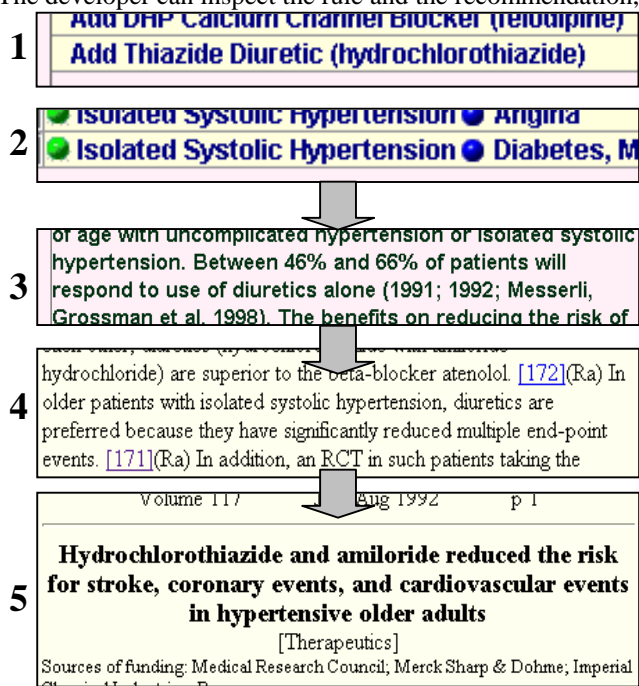 The developer can inspect the rule and the recommendation,
1
Add DHP Calcium Channel Blocker (felodipine)
Add Thiazide Diuretic (hydrochlorothiazide)
2
Isolated Systolic Hypertension Angina
Isolated Systolic Hypertension Diabetes, M
3
of age with uncomplicated hypertension or isolated systolic
hypertension. Between 46% and 66% of patients will
respond to use of diuretics alone (1991; 1992; Messerli,
Grossman et al. 1998). The benefits on reducing the risk of
4
hydrochloride) are superior to the beta-blocker atenolol. [172](Ra) In
older patients with isolated systolic hypertension, diuretics are
preferred because they have significantly reduced multiple end-point
events. [171](Ra) In addition, an RCT in such patients taking the
5
Volume 117 Aug 1992 p 1
Hydrochlorothiazide and amiloride reduced the risk
for stroke, coronary events, and cardiovascular events
in hypertensive older adults
[Therapeutics]
Sources of funding: Medical Research Council; Merck Sharp & Dohme; Imperial